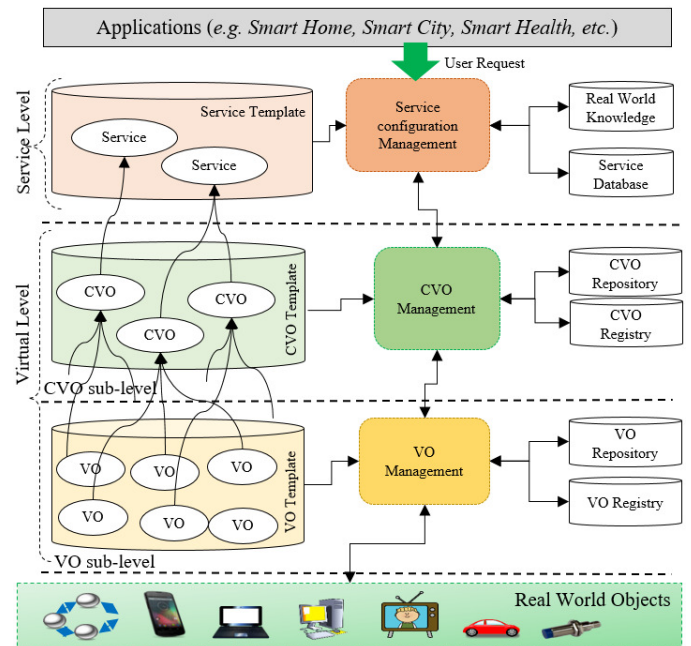 Applications (e.g. Smart Home, Smart City, Smart Health, etc.)
User Request
Service Level
Service Template
Service
Service
Service
configuration
Management
Real World
Knowledge
Service
Database
Virtual Level
CVO
CVO
CVO
CVO Template
CVO sub-level
CVO
Management
CVO
Repository
CVO
Registry
VO
VO
VO
VO
VO
VO
VO Template
VO sub-level
VO
Management
VO
Repository
VO Registry
Real World Objects